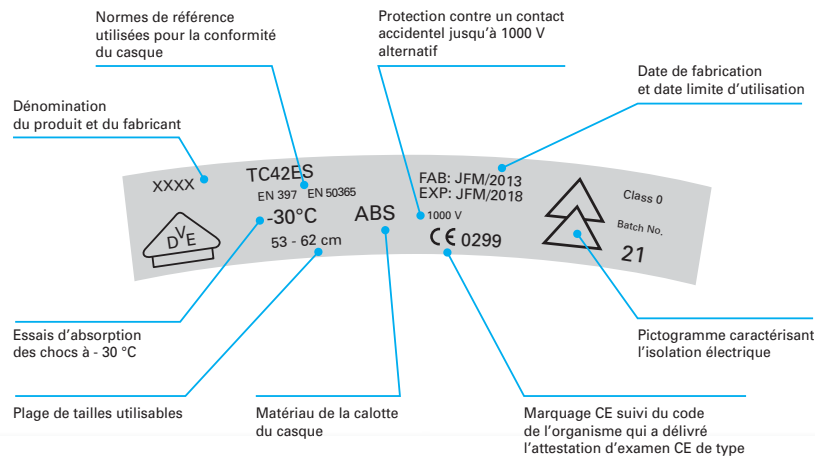 Normes de référence
utilisées pour la conformité
du casque
Protection contre un contact
accidentel jusqu'à 1000 V
alternatif
Date de fabrication
et date limite d'utilisation
Dénomination
du produit et du fabricant
XXXX
TC42ES
EN 397 EN 50365
-30°C
53 - 62 cm
ABS
FAB: JFM/2013
EXP: JFM/2018
1000 V
CE 0299
Class 0
Batch No.
21
DVE
Essais d'absorption
des chocs à - 30 °C
Pictogramme caractérisant
l'isolation électrique
Plage de tailles utilisables
Matériau de la calotte
du casque
Marquage CE suivi du code
de l'organisme qui a délivré
l'attestation d'examen CE de type